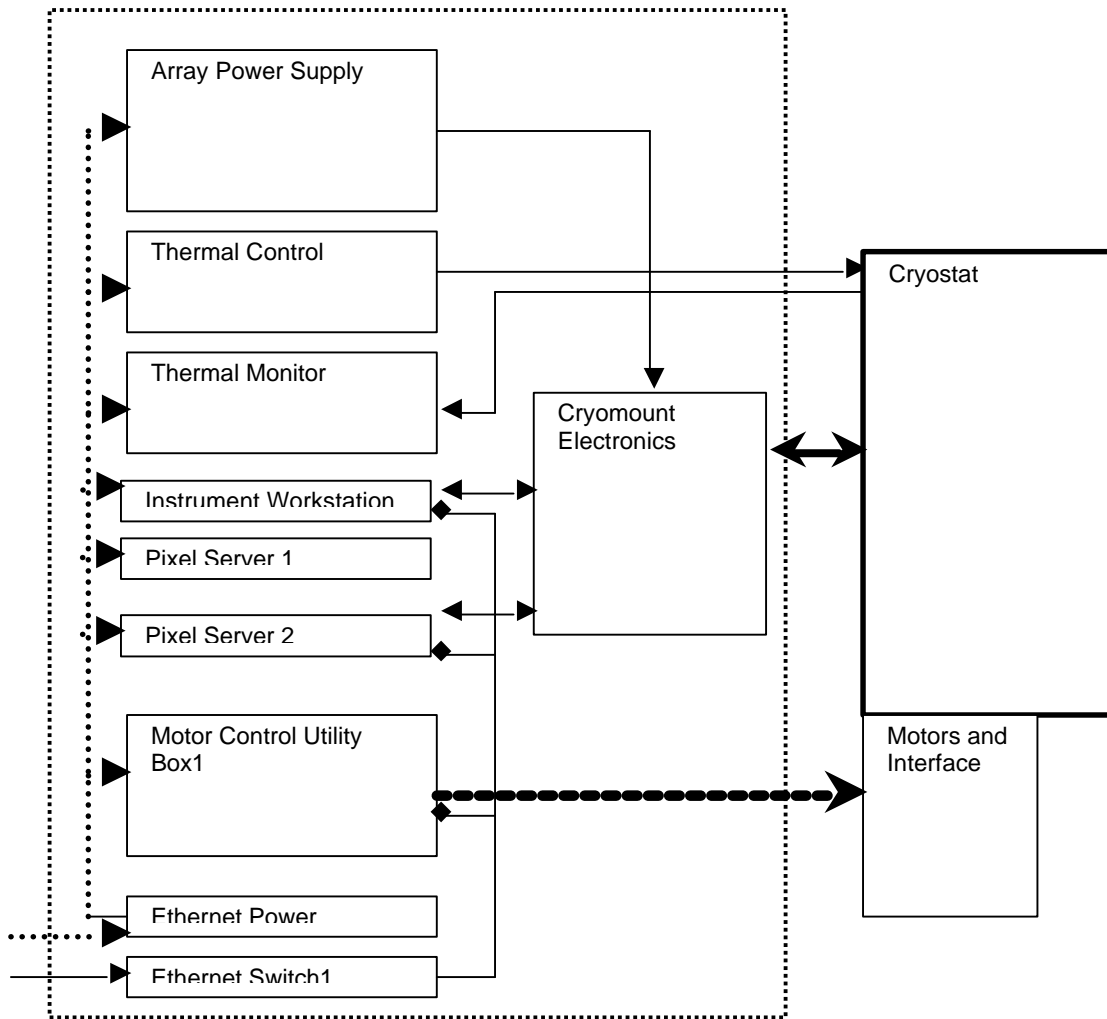 Array Power Supply
Thermal Control
Cryostat
Thermal Monitor
Cryomount
Electronics
Instrument Workstation
Pixel Server 1
Pixel Server 2
Motor Control Utility
Box1
Motors and
Interface
Ethernet Power
Ethernet Switch1